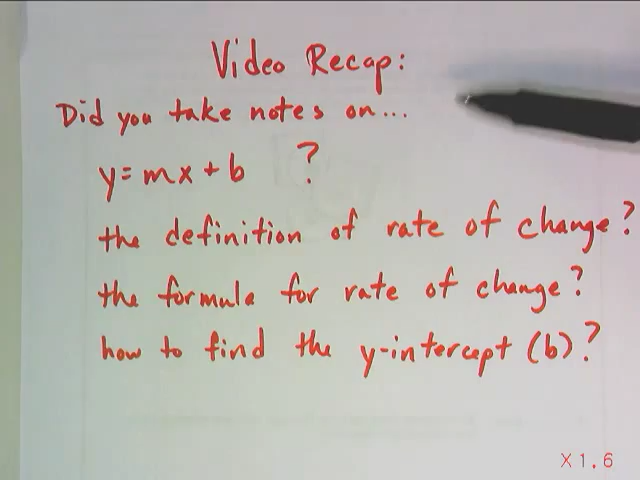 Video Recap:
Did you take notes on...
y=mx+b ?
the definition of rate of change?
the formula for rate of change?
how to find the y-intercept (b)?
X1.6